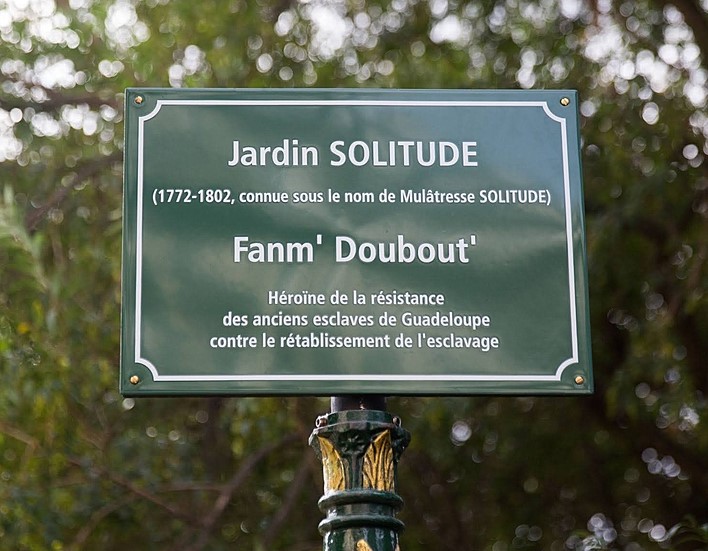 Jardin SOLITUDE
(1772-1802, connue sous le nom de Mulâtresse SOLITUDE)
Fanm' Doubout'
Héroïne de la résistance
des anciens esclaves de Guadeloupe
contre le rétablissement de l'esclavage